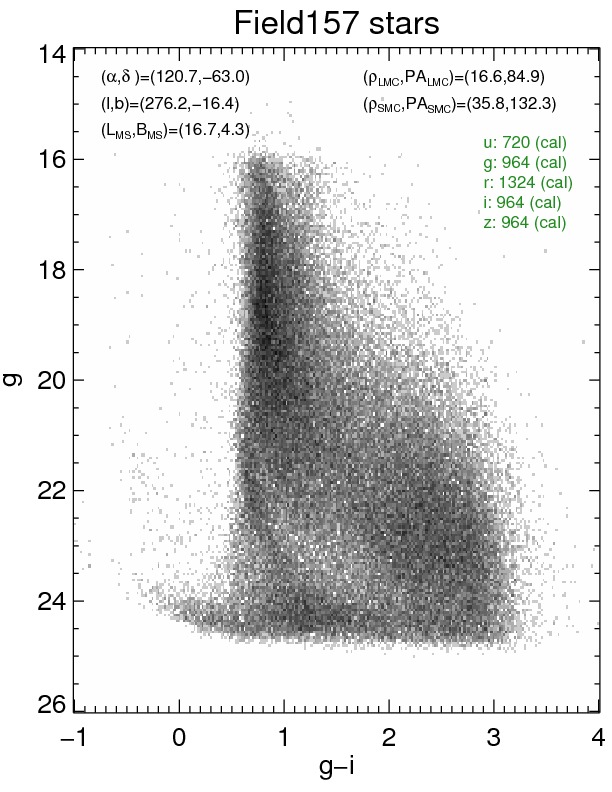 Field157 stars
(α,δ )=(120.7,−63.0)
(ρLMC,PALMC)=(16.6,84.9)
(l,b)=(276.2,−16.4)
(ρSMC,PASMC)=(35.8,132.3)
(LMS,BMS)=(16.7,4.3)
u: 720 (cal)
g: 964 (cal)
r: 1324 (cal)
i: 964 (cal)
z: 964 (cal)
14
16
18
20
22
24
26
g
−1 0 1 2 3 4
g−i